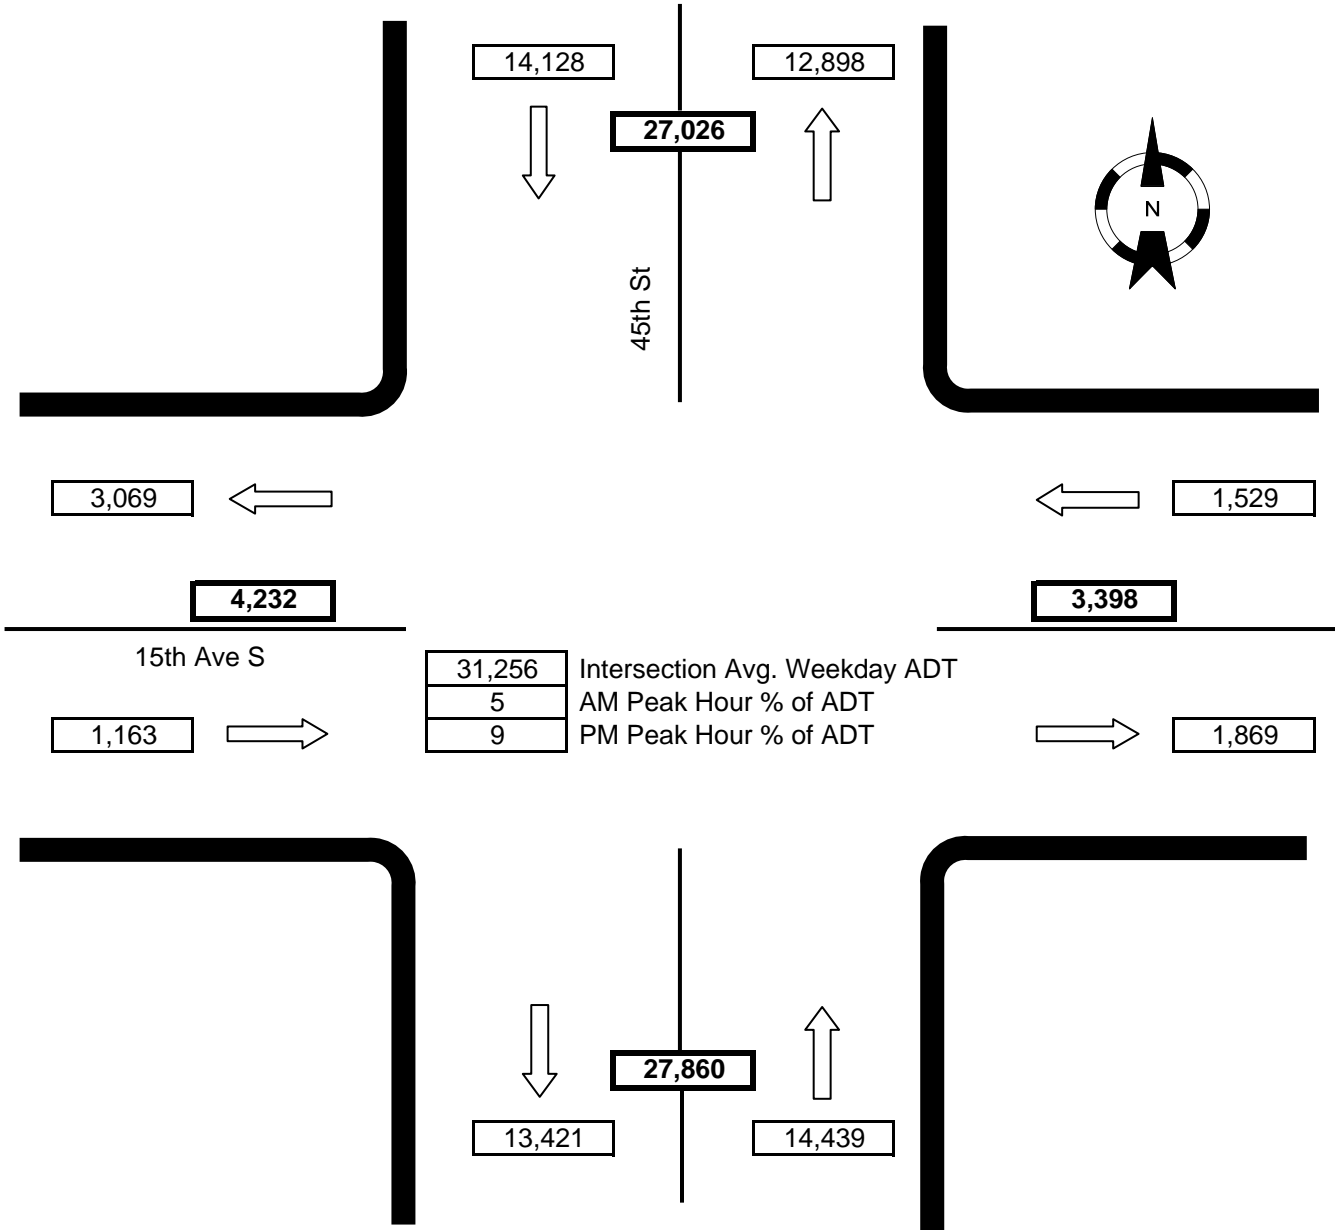 14,128
12,898
27,026
N
45th St
3,069
1,529
4,232
3,398
15th Ave S
31,256 Intersection Avg. Weekday ADT
5 AM Peak Hour % of ADT
9 PM Peak Hour % of ADT
1,163
1,869
27,860
13,421
14,439